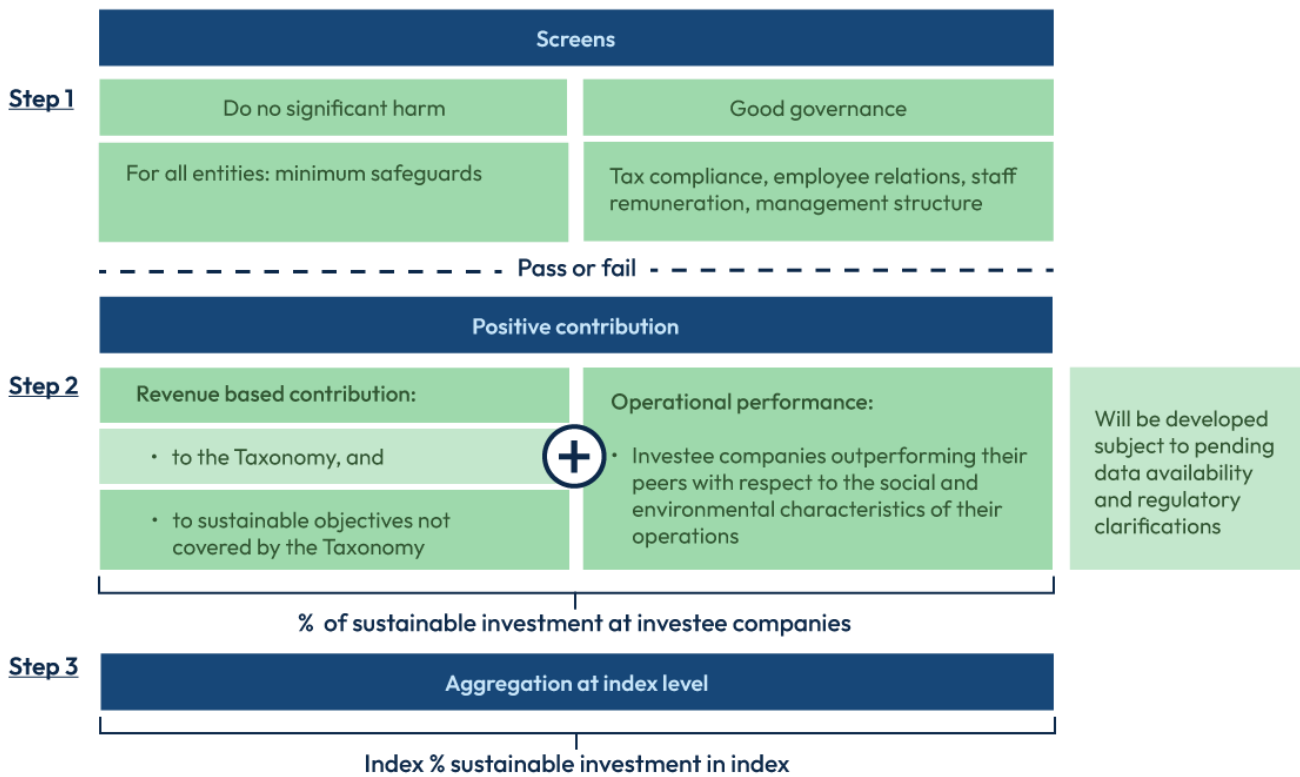 Screens
Step 1
Do no significant harm
Good governance
For all entities: minimum safeguards
Tax compliance, employee relations, staff
remuneration, management structure
Pass or fail
Positive contribution
Step 2
Revenue based contribution:
• to the Taxonomy, and
• to sustainable objectives not
covered by the Taxonomy
+
Operational performance:
• Investee companies outperforming their
peers with respect to the social and
environmental characteristics of their
operations
Will be developed
subject to pending
data availability
and regulatory
clarifications
% of sustainable investment at investee companies
Step 3
Aggregation at index level
Index % sustainable investment in index